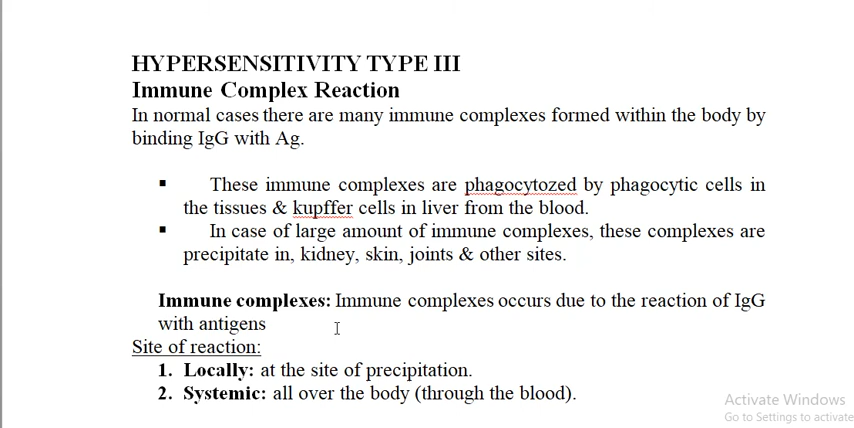 HYPERSENSITIVITY TYPE III
Immune Complex Reaction
In normal cases there are many immune complexes formed within the body by
binding IgG with Ag.
▪ These immune complexes are phagocytozed by phagocytic cells in
the tissues & kupffer cells in liver from the blood.
▪ In case of large amount of immune complexes, these complexes are
precipitate in, kidney, skin, joints & other sites.
Immune complexes: Immune complexes occurs due to the reaction of IgG
with antigens
Site of reaction:
1. Locally: at the site of precipitation.
2. Systemic: all over the body (through the blood).
Activate Windows
Go to Settings to activate